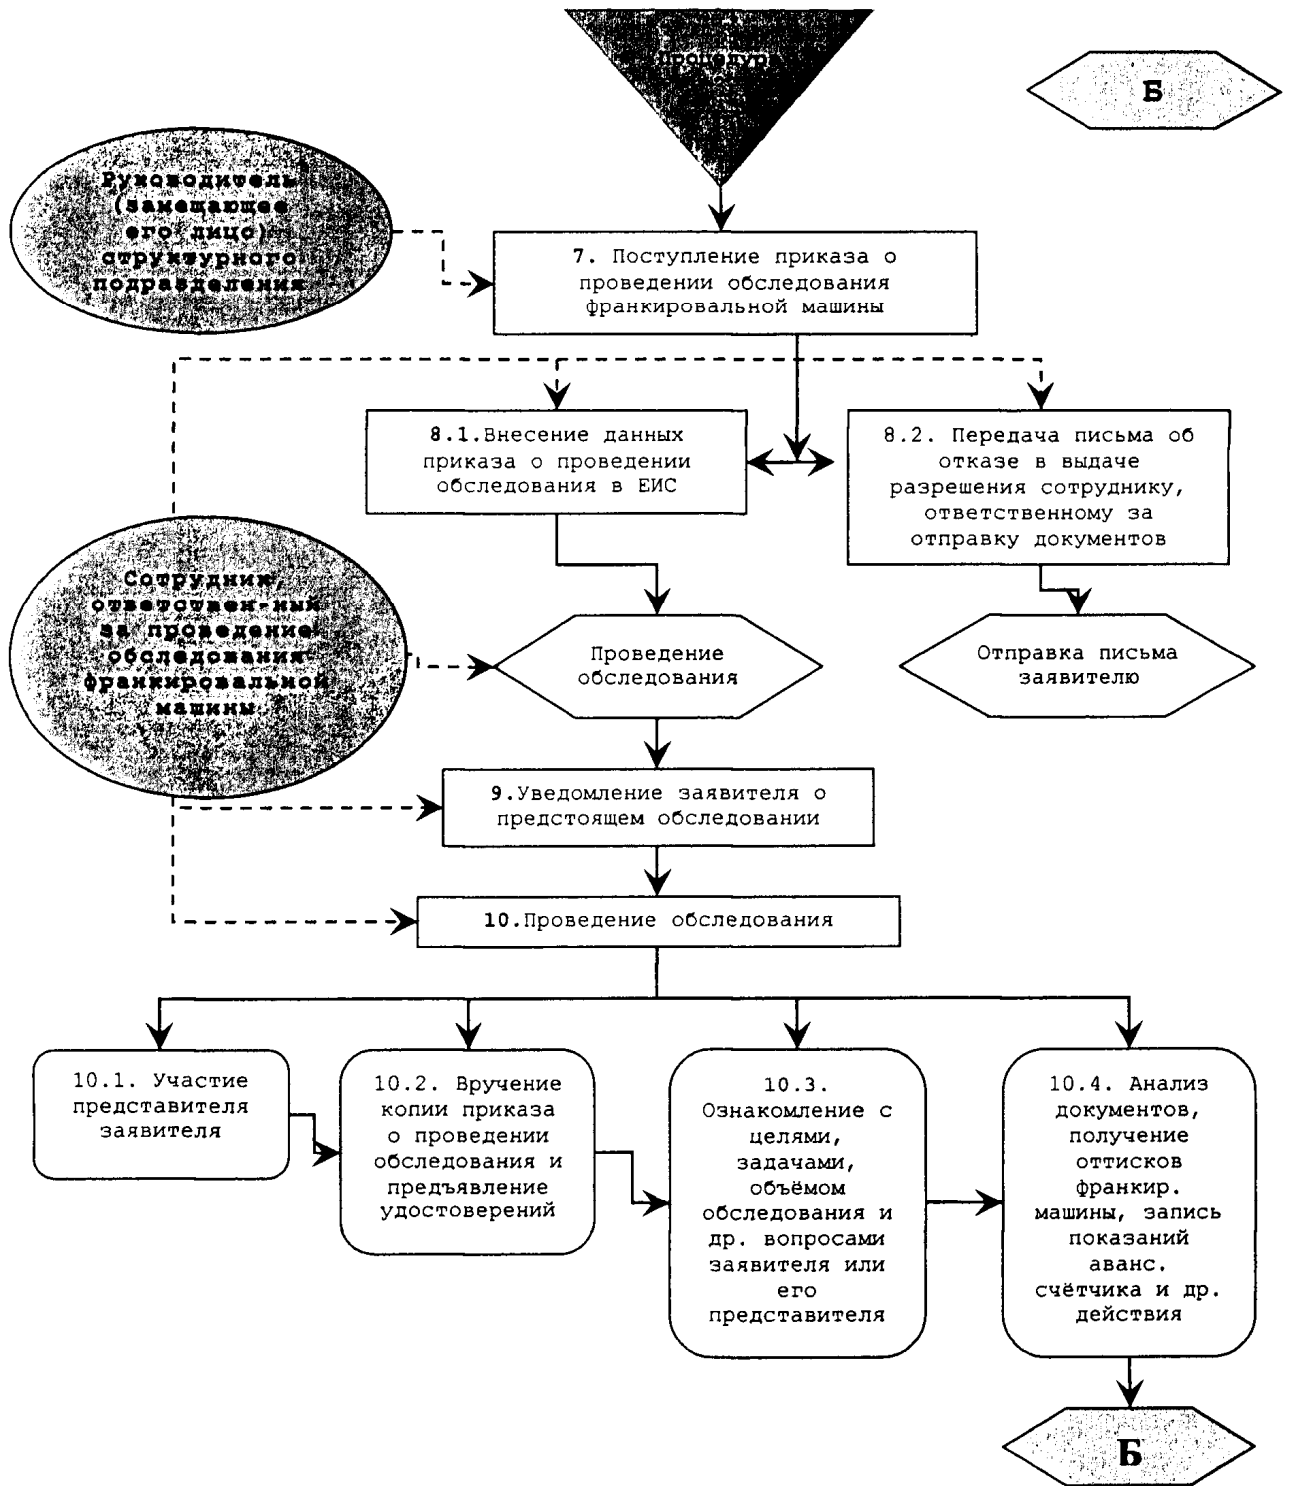 Процедура
Б
Руководитель
(замещающее
его лицо)
структурного
подразделения
7. Поступление приказа о
проведении обследования
франкировальной машины
8.1.Внесение данных
приказа о проведении
обследования в ЕИС
8.2. Передача письма об
отказе в выдаче
разрешения сотруднику,
ответственному за
отправку документов
Сотрудник,
ответствен-ный
за проведение
обследования
франкировальной
машины
Проведение
обследования
Отправка письма
заявителю
9.Уведомление заявителя о
предстоящем обследовании
10.Проведение обследования
10.1. Участие
представителя
заявителя
10.2. Вручение
копии приказа
о проведении
обследования и
предъявление
удостоверений
10.3.
Ознакомление с
целями,
задачами,
объёмом
обследования и
др. вопросами
заявителя или
его
представителя
10.4. Анализ
документов,
получение
оттисков
франкир.
машины, запись
показаний
аванс.
счётчика и др.
действия
Б